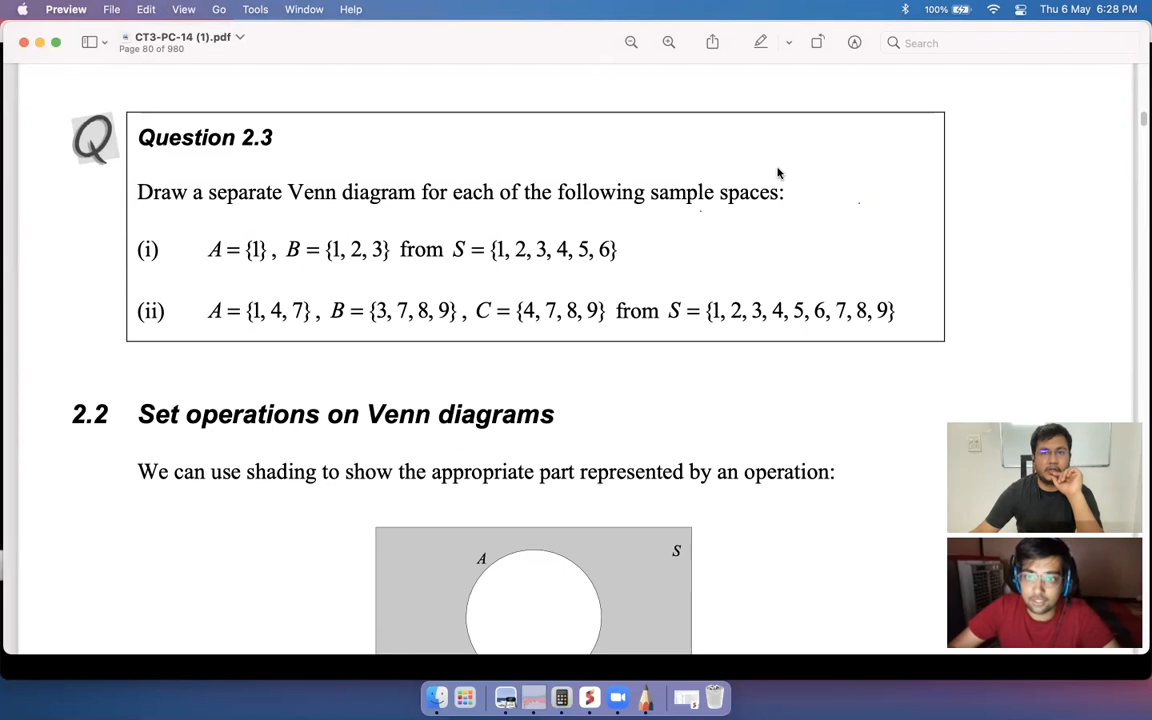 Preview File Edit View Go Tools Window Help 100% Thu 6 May 6:28 PM
CT3-PC-14 (1).pdf
Page 80 of 980
Search
Q
Question 2.3
Draw a separate Venn diagram for each of the following sample spaces:
(i) A = {1}, B = {1, 2, 3} from S = {1, 2, 3, 4, 5, 6}
(ii) A = {1, 4, 7}, B = {3, 7, 8, 9}, C = {4, 7, 8, 9} from S = {1, 2, 3, 4, 5, 6, 7, 8, 9}
2.2 Set operations on Venn diagrams
We can use shading to show the appropriate part represented by an operation:
A S